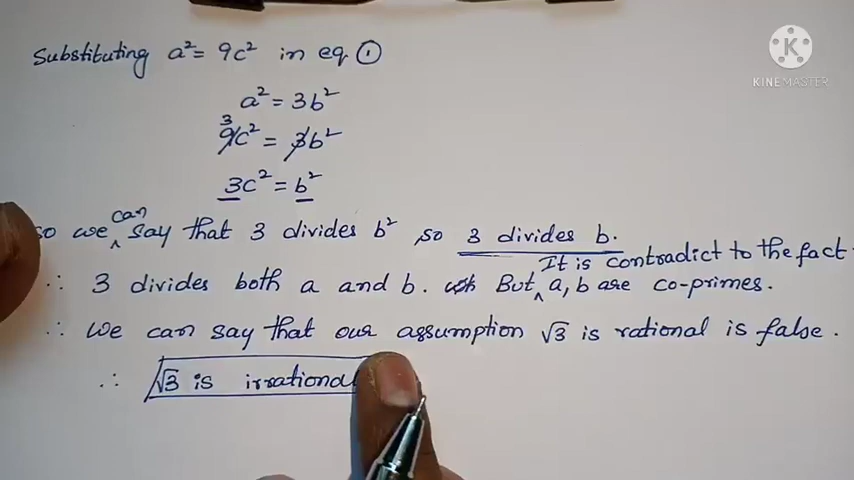 Substituting a² = 9c² in eq ①
K
KINEMASTER
a² = 3b²
3
9c² = 3b²
3c² = b²
so we can say that 3 divides b², so 3 divides b.
It is contradict to the fact
∴ 3 divides both a and b. But a, b are co-primes.
∴ we can say that our assumption √3 is rational is false.
∴ √3 is irrational